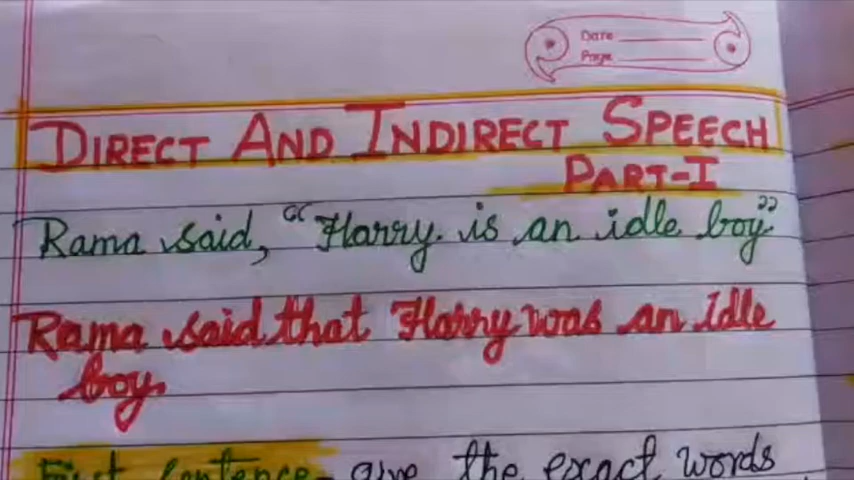 Date
Page
DIRECT AND INDIRECT SPEECH
PART-I
Rama said, "Harry is an idle boy"
Rama said that Harry was an idle
boy.
First sentence- give the exact words